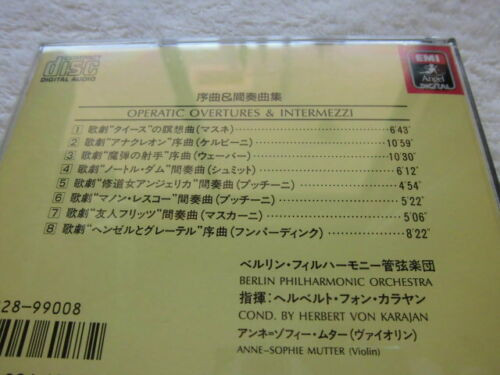 disc
DIGITAL AUDIO
EMI
Angel
DIGITAL
序曲&間奏曲集
OPERATIC OVERTURES & INTERMEZZI
1 歌劇“タイース”の瞑想曲(マスネ) 6'43"
2 歌劇“アナクレオン”序曲(ケルビーニ) 10'59"
3 歌劇“魔弾の射手”序曲(ウェーバー) 10'30"
4 歌劇“ノートル・ダム”間奏曲(シュミット) 6'12"
5 歌劇“修道女アンジェリカ”間奏曲(プッチーニ) 4'54"
6 歌劇“マノン・レスコー”間奏曲(プッチーニ) 5'22"
7 歌劇“友人フリッツ”間奏曲(マスカーニ) 5'06"
8 歌劇“ヘンゼルとグレーテル”序曲(フンパーディンク) 8'22"
ベルリン・フィルハーモニー管弦楽団
BERLIN PHILHARMONIC ORCHESTRA
指揮:ヘルベルト・フォン・カラヤン
COND. BY HERBERT VON KARAJAN
アンネ=ゾフィー・ムター(ヴァイオリン)
ANNE-SOPHIE MUTTER (Violin)
28-99008